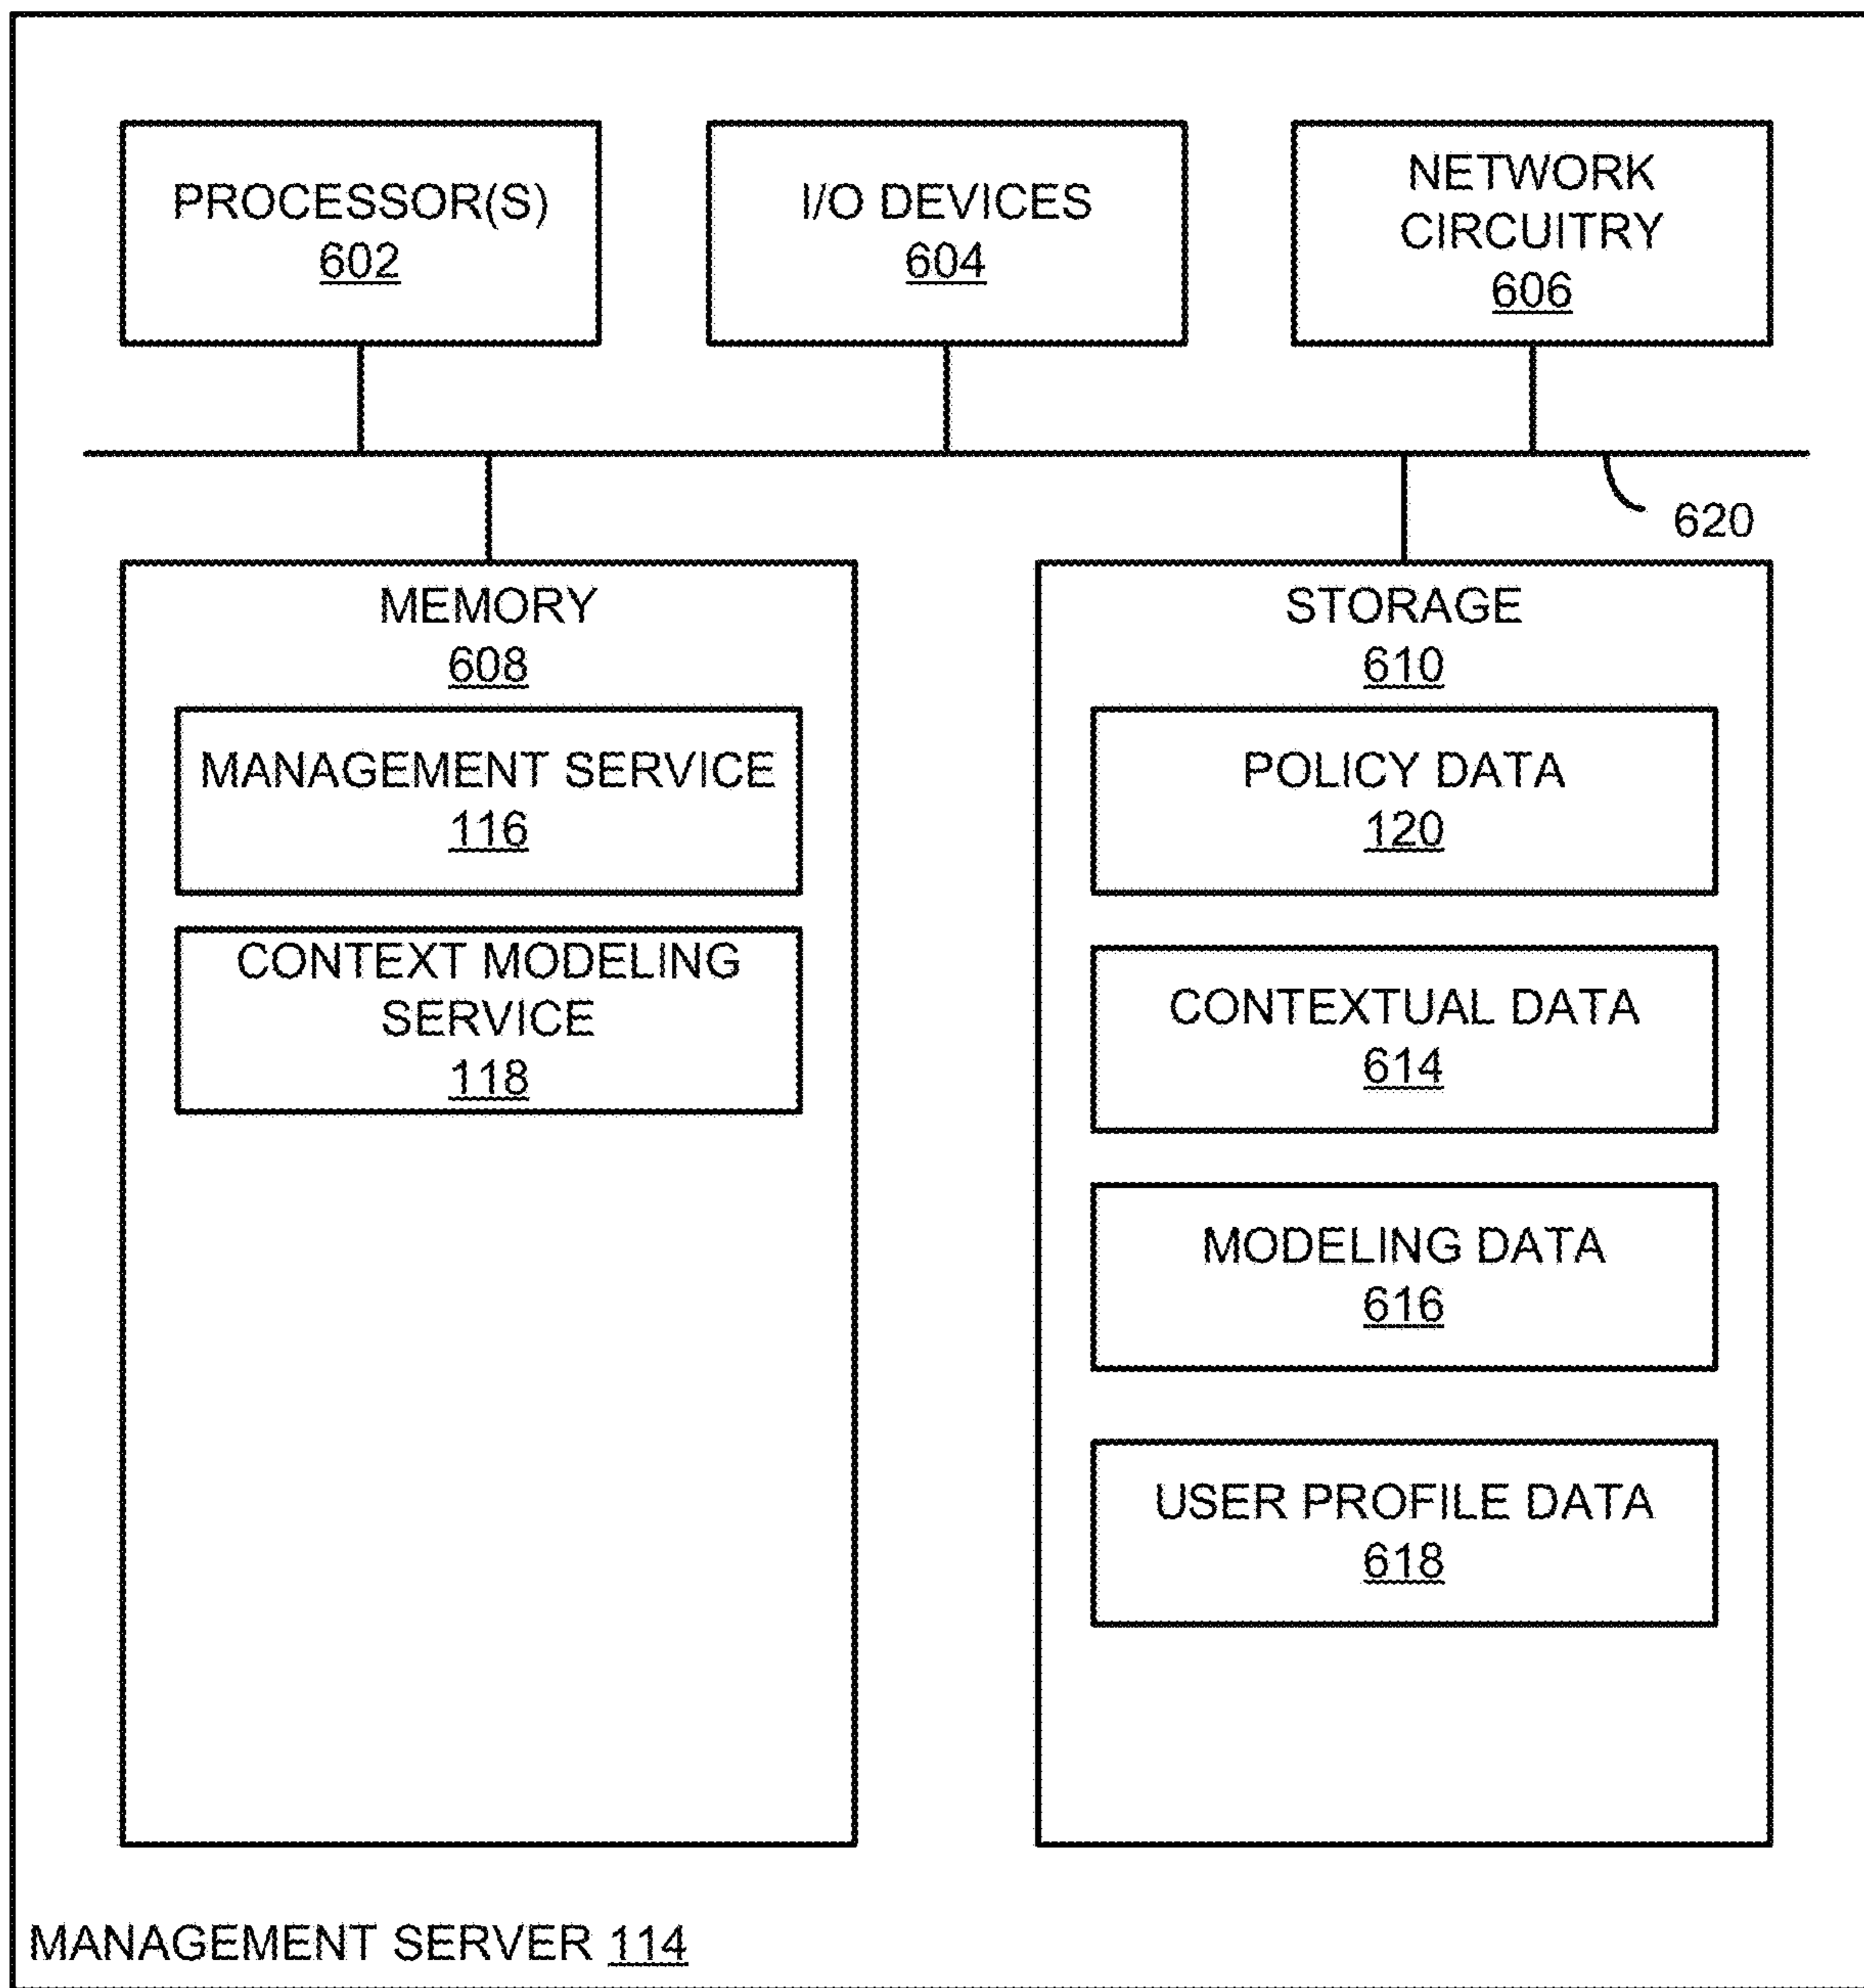 PROCESSOR(S)
602
I/O DEVICES
604
NETWORK
CIRCUITRY
606
620
MEMORY
608
MANAGEMENT SERVICE
116
CONTEXT MODELING
SERVICE
118
STORAGE
610
POLICY DATA
120
CONTEXTUAL DATA
614
MODELING DATA
616
USER PROFILE DATA
618
MANAGEMENT SERVER 114